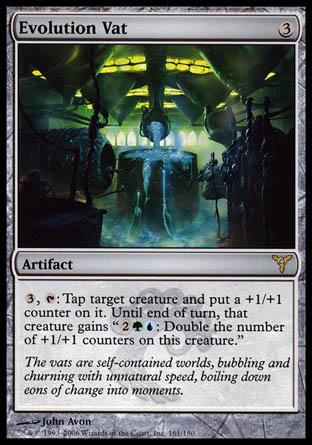 Evolution Vat 3
Artifact
3, : Tap target creature and put a +1/+1
counter on it. Until end of turn, that
creature gains “ 2 : Double the number
of +1/+1 counters on this creature.”
The vats are self-contained worlds, bubbling and
churning with unnatural speed, boiling down
eons of change into moments.
John Avon
™& © 1993–2006 Wizards of the Coast, Inc. 161/180